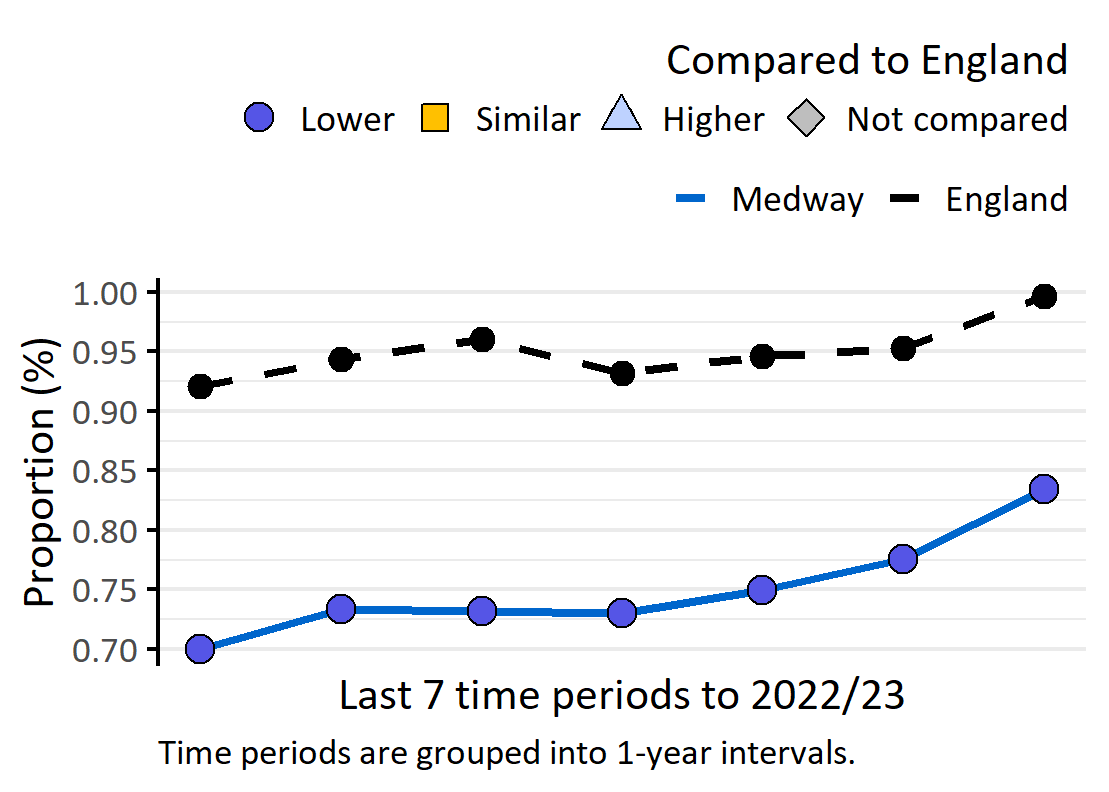 Compared to England
Lower Similar Higher Not compared
Medway England
Proportion (%)
1.00
0.95
0.90
0.85
0.80
0.75
0.70
Last 7 time periods to 2022/23
Time periods are grouped into 1-year intervals.